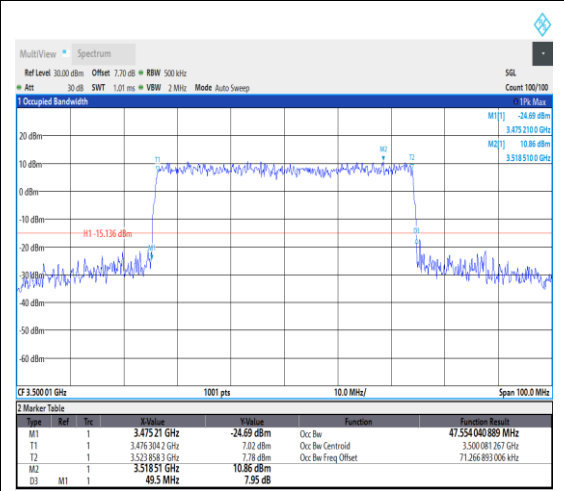 MultiView Spectrum
Ref Level 30.00 dBm Offset 7.70 dB RBW 500 kHz SGL
Att 30 dB SWT 1.01 ms VBW 2 MHz Mode Auto Sweep Count 100/100
1 Occupied Bandwidth 1Pk Max
M1[1] -24.69 dBm
3.475 210 0 GHz
20 dBm
M2[1] 10.86 dBm
3.518 510 0 GHz
M2
T1 T2
10 dBm
0 dBm
-10 dBm
H1 -15.136 dBm
D3
-20 dBm
M1
-30 dBm
-40 dBm
-50 dBm
-60 dBm
CF 3.500 01 GHz 1001 pts 10.0 MHz/ Span 100.0 MHz
2 Marker Table
Type Ref Trc X-Value Y-Value Function Function Result
M1 1 3.475 21 GHz -24.69 dBm Occ Bw 47.554 040 889 MHz
T1 1 3.476 304 2 GHz 7.02 dBm Occ Bw Centroid 3.500 081 267 GHz
T2 1 3.523 858 3 GHz 7.78 dBm Occ Bw Freq Offset 71.266 893 006 kHz
M2 1 3.518 51 GHz 10.86 dBm
D3 M1 1 49.5 MHz 7.95 dB